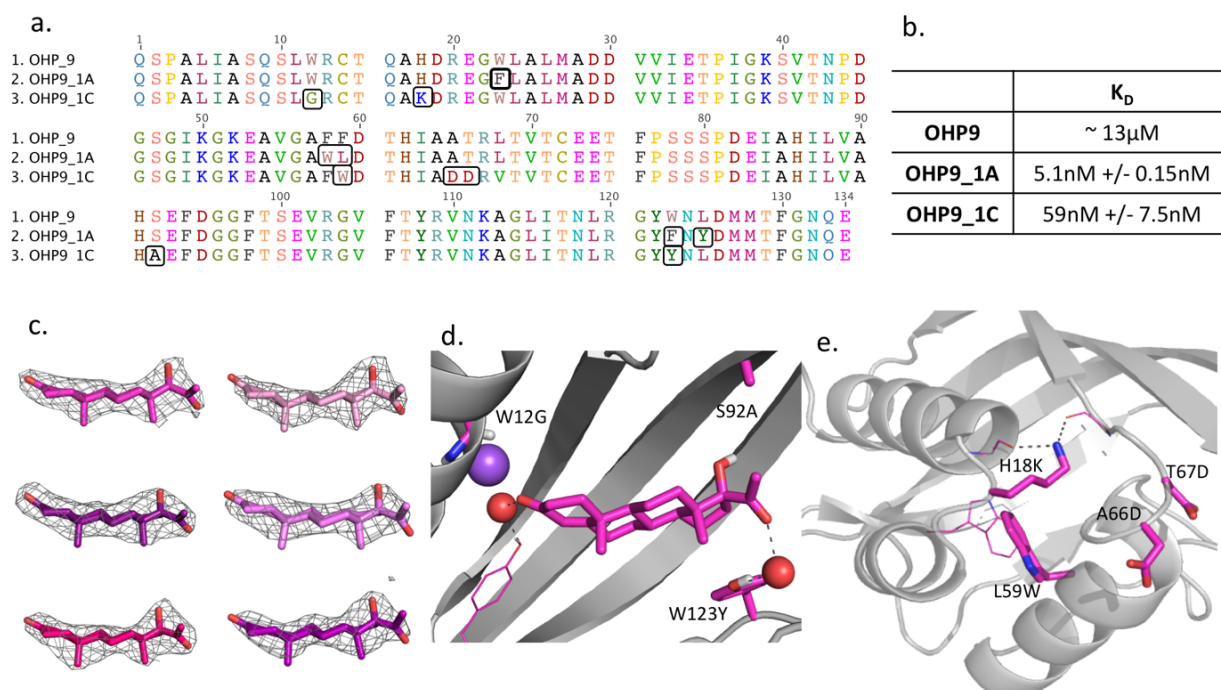 a.
1 10 20 30 40
1. OHP_9 QSPALIASQSLWRCT QAHDREGWLALMADD VVIETPIGKSVTNPD
2. OHP9_1A QSPALIASQSLWRCT QAHDREGFLALMADD VVIETPIGKSVTNPD
3. OHP9_1C QSPALIASQSLGRCT QAKDREGWLALMADD VVIETPIGKSVTNPD
50 60 70 80 90
1. OHP_9 GSGIKGKEAVGAFFD THIAATRLTVTCEET FPSSSPDEIAHILVA
2. OHP9_1A GSGIKGKEAVGAWLD THIAATRLTVTCEET FPSSSPDEIAHILVA
3. OHP9_1C GSGIKGKEAVGAFWD THIADDRVTVTCEET FPSSSPDEIAHILVA
100 110 120 130 134
1. OHP_9 HSEFDGGFTSEVRGV FTYRVNKAGLITNLR GYWNLDMMTFGNQE
2. OHP9_1A HSEFDGGFTSEVRGV FTYRVNKAGLITNLR GYFNYDMMTFGNQE
3. OHP9_1C HAEFDGGFTSEVRGV FTYRVNKAGLITNLR GYYNLDMMTFGNQE
b.
KD
OHP9 ~ 13μM
OHP9_1A 5.1nM +/- 0.15nM
OHP9_1C 59nM +/- 7.5nM
c.
d.
W12G
S92A
W123Y
e.
H18K
T67D
A66D
L59W